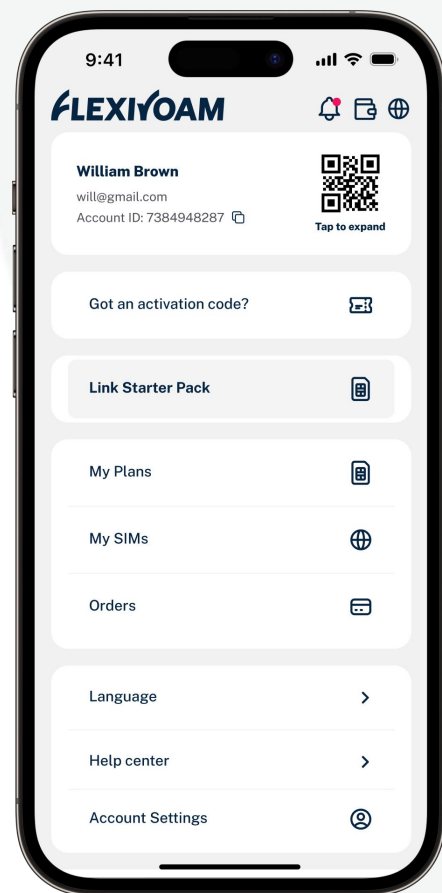 9:41
FLEXIROAM
William Brown
will@gmail.com
Account ID: 7384948287
Tap to expand
Got an activation code?
Link Starter Pack
My Plans
My SIMs
Orders
Language
Help center
Account Settings